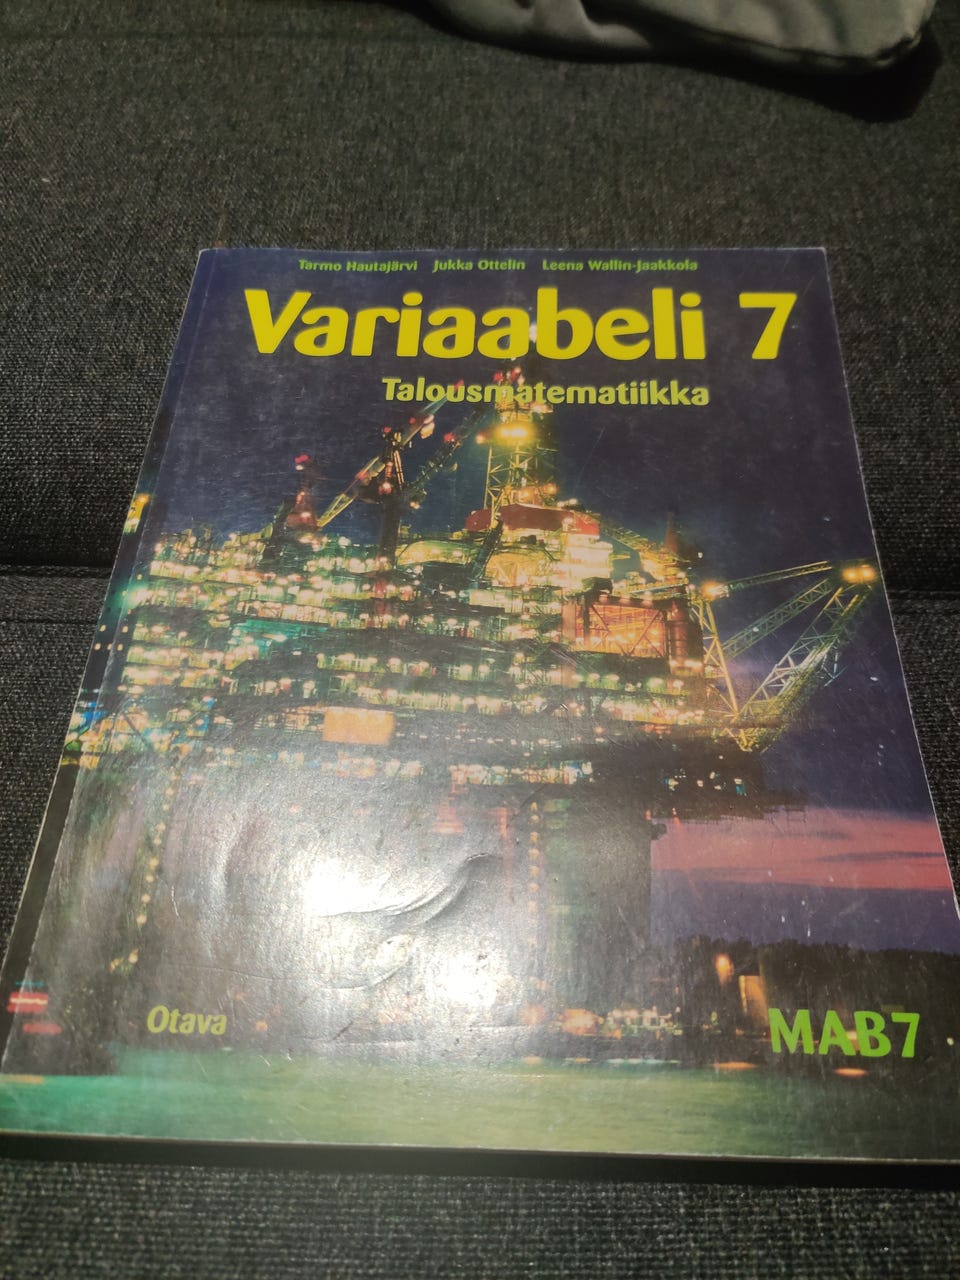 Tarmo Hautajärvi Jukka Ottelin Leena Wallin-Jaakkola
Variaabeli 7
Talousmatematiikka
Otava
MAB7